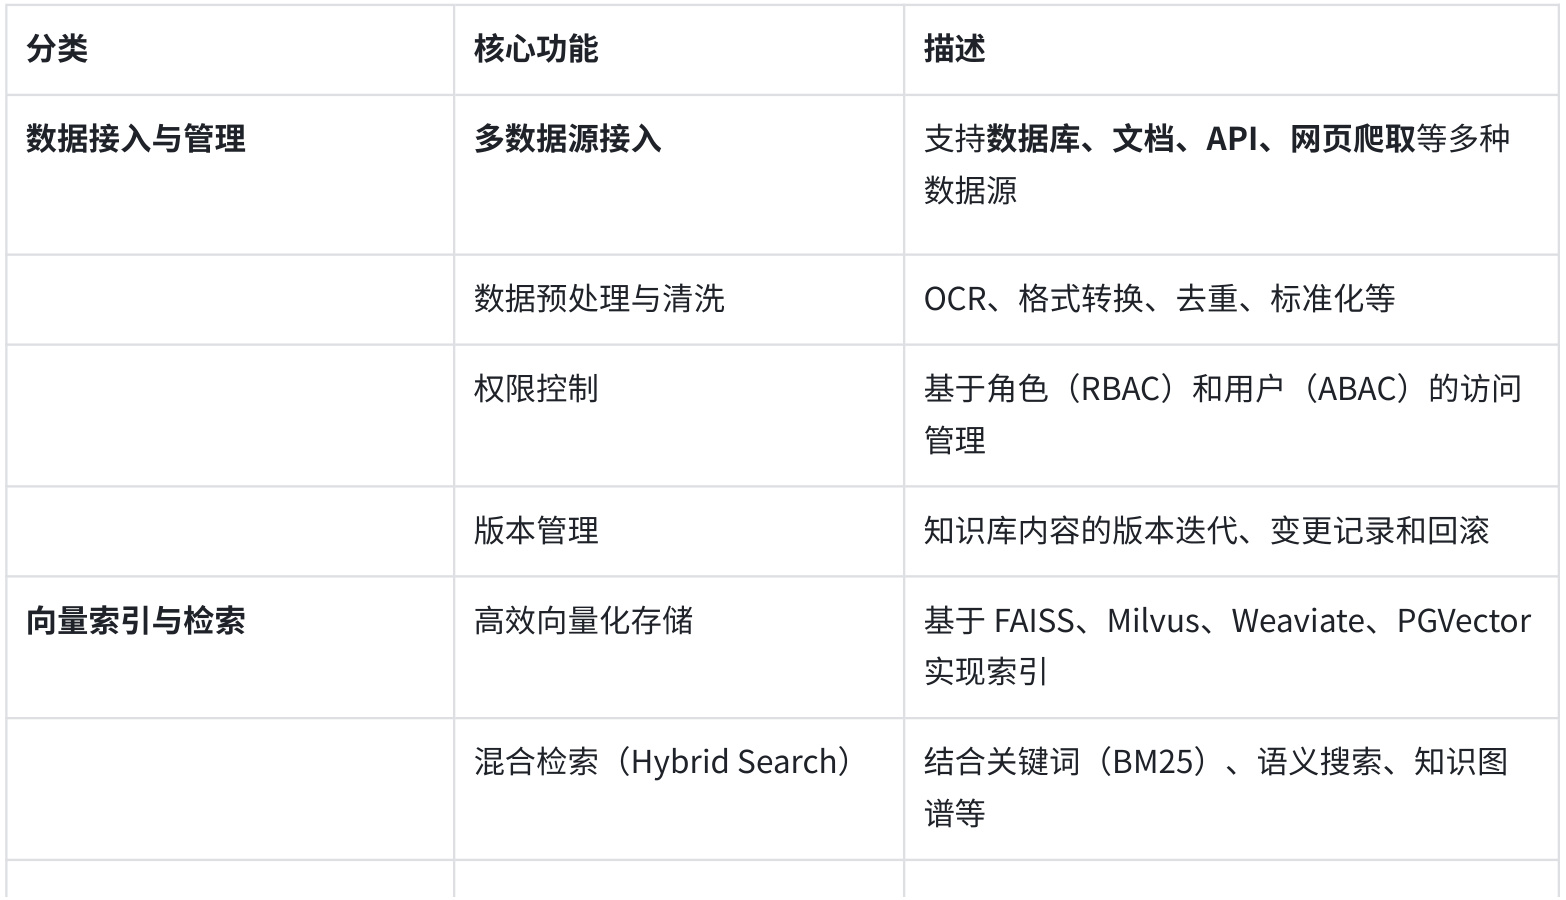 分类 核心功能 描述
数据接入与管理 多数据源接入 支持数据库、文档、API、网页爬取等多种
数据源
数据预处理与清洗 OCR、格式转换、去重、标准化等
权限控制 基于角色（RBAC）和用户（ABAC）的访问
管理
版本管理 知识库内容的版本迭代、变更记录和回滚
向量索引与检索 高效向量化存储 基于 FAISS、Milvus、Weaviate、PGVector
实现索引
混合检索（Hybrid Search） 结合关键词（BM25）、语义搜索、知识图
谱等